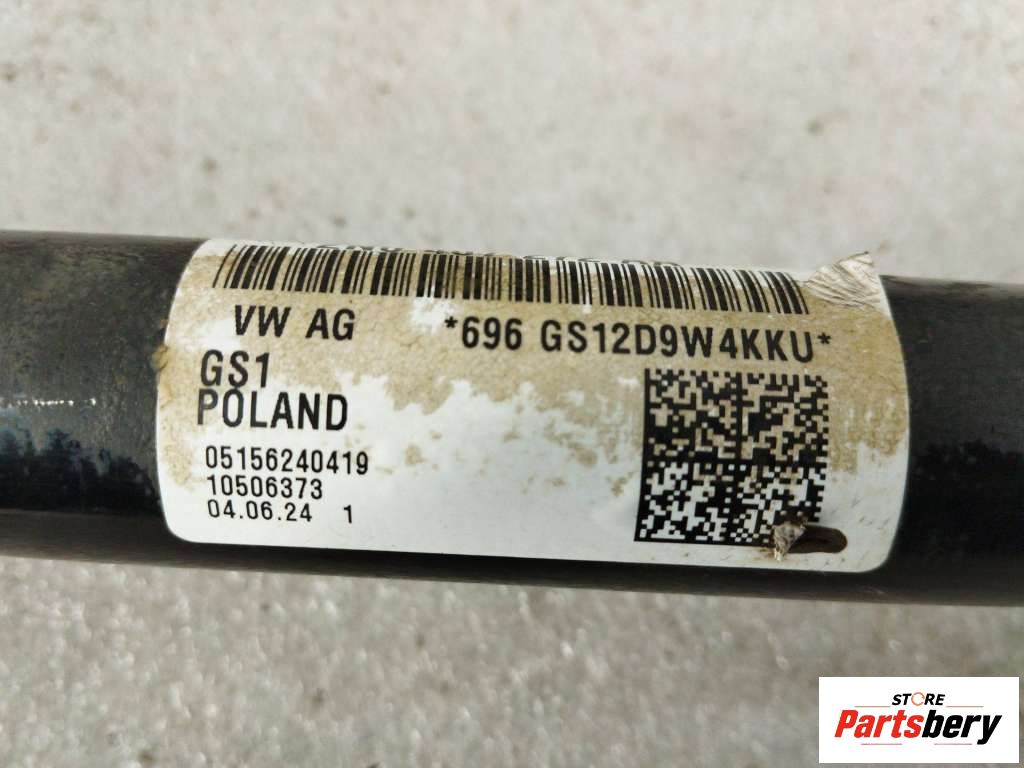 VW AG *696 GS12D9W4KKU*
GS1
POLAND
05156240419
10506373
04.06.24 1
STORE
Partsbery